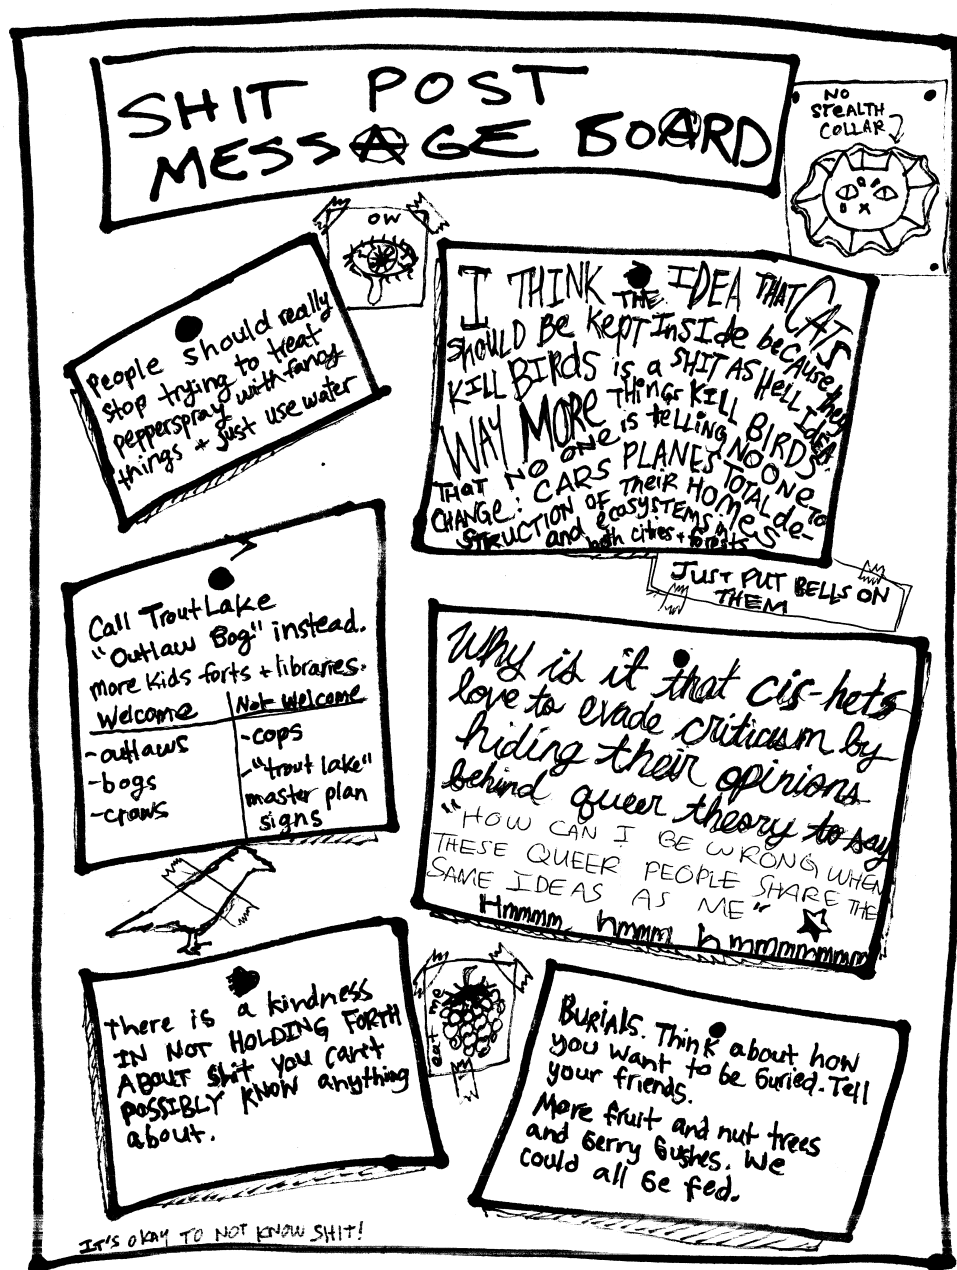 SHIT POST
MESSAGE BOARD
NO
STEALTH
COLLAR
OW
People should really
stop trying to treat
pepperspray with fancy
things + just use water
I THINK THE IDEA THAT CATS
SHOULD BE KEPT INSIDE because they
KILL BIRDS is a SHIT AS HELL IDEA.
WAY MORE THINGS KILL BIRDS
THAT NO ONE is telling NO ONE TO
CHANGE: CARS PLANES TOTAL de-
STRUCTION OF THEIR HOMES
and ecosystems in
both cities + forests
JUST PUT BELLS ON
THEM
Call Trout Lake
"Outlaw Bog" instead.
more kids forts + libraries.
Welcome Not Welcome
-outlaws -cops
-bogs -"trout lake"
-crows master plan
signs
Why is it that cis-hets
love to evade criticism by
hiding their opinions
behind queer theory to say
"HOW CAN I BE WRONG, WHEN
THESE QUEER PEOPLE SHARE THE
SAME IDEAS AS ME"
Hmmmm hmmm hmmmmmmmm
There is a kindness
IN NOT HOLDING FORTH
ABOUT Shit you can't
POSSIBLY KNOW anything
about.
eat me
BURIALS. Think about how
you want to be buried. Tell
your friends.
More fruit and nut trees
and berry bushes. We
could all be fed.
IT'S OKAY TO NOT KNOW SHIT!